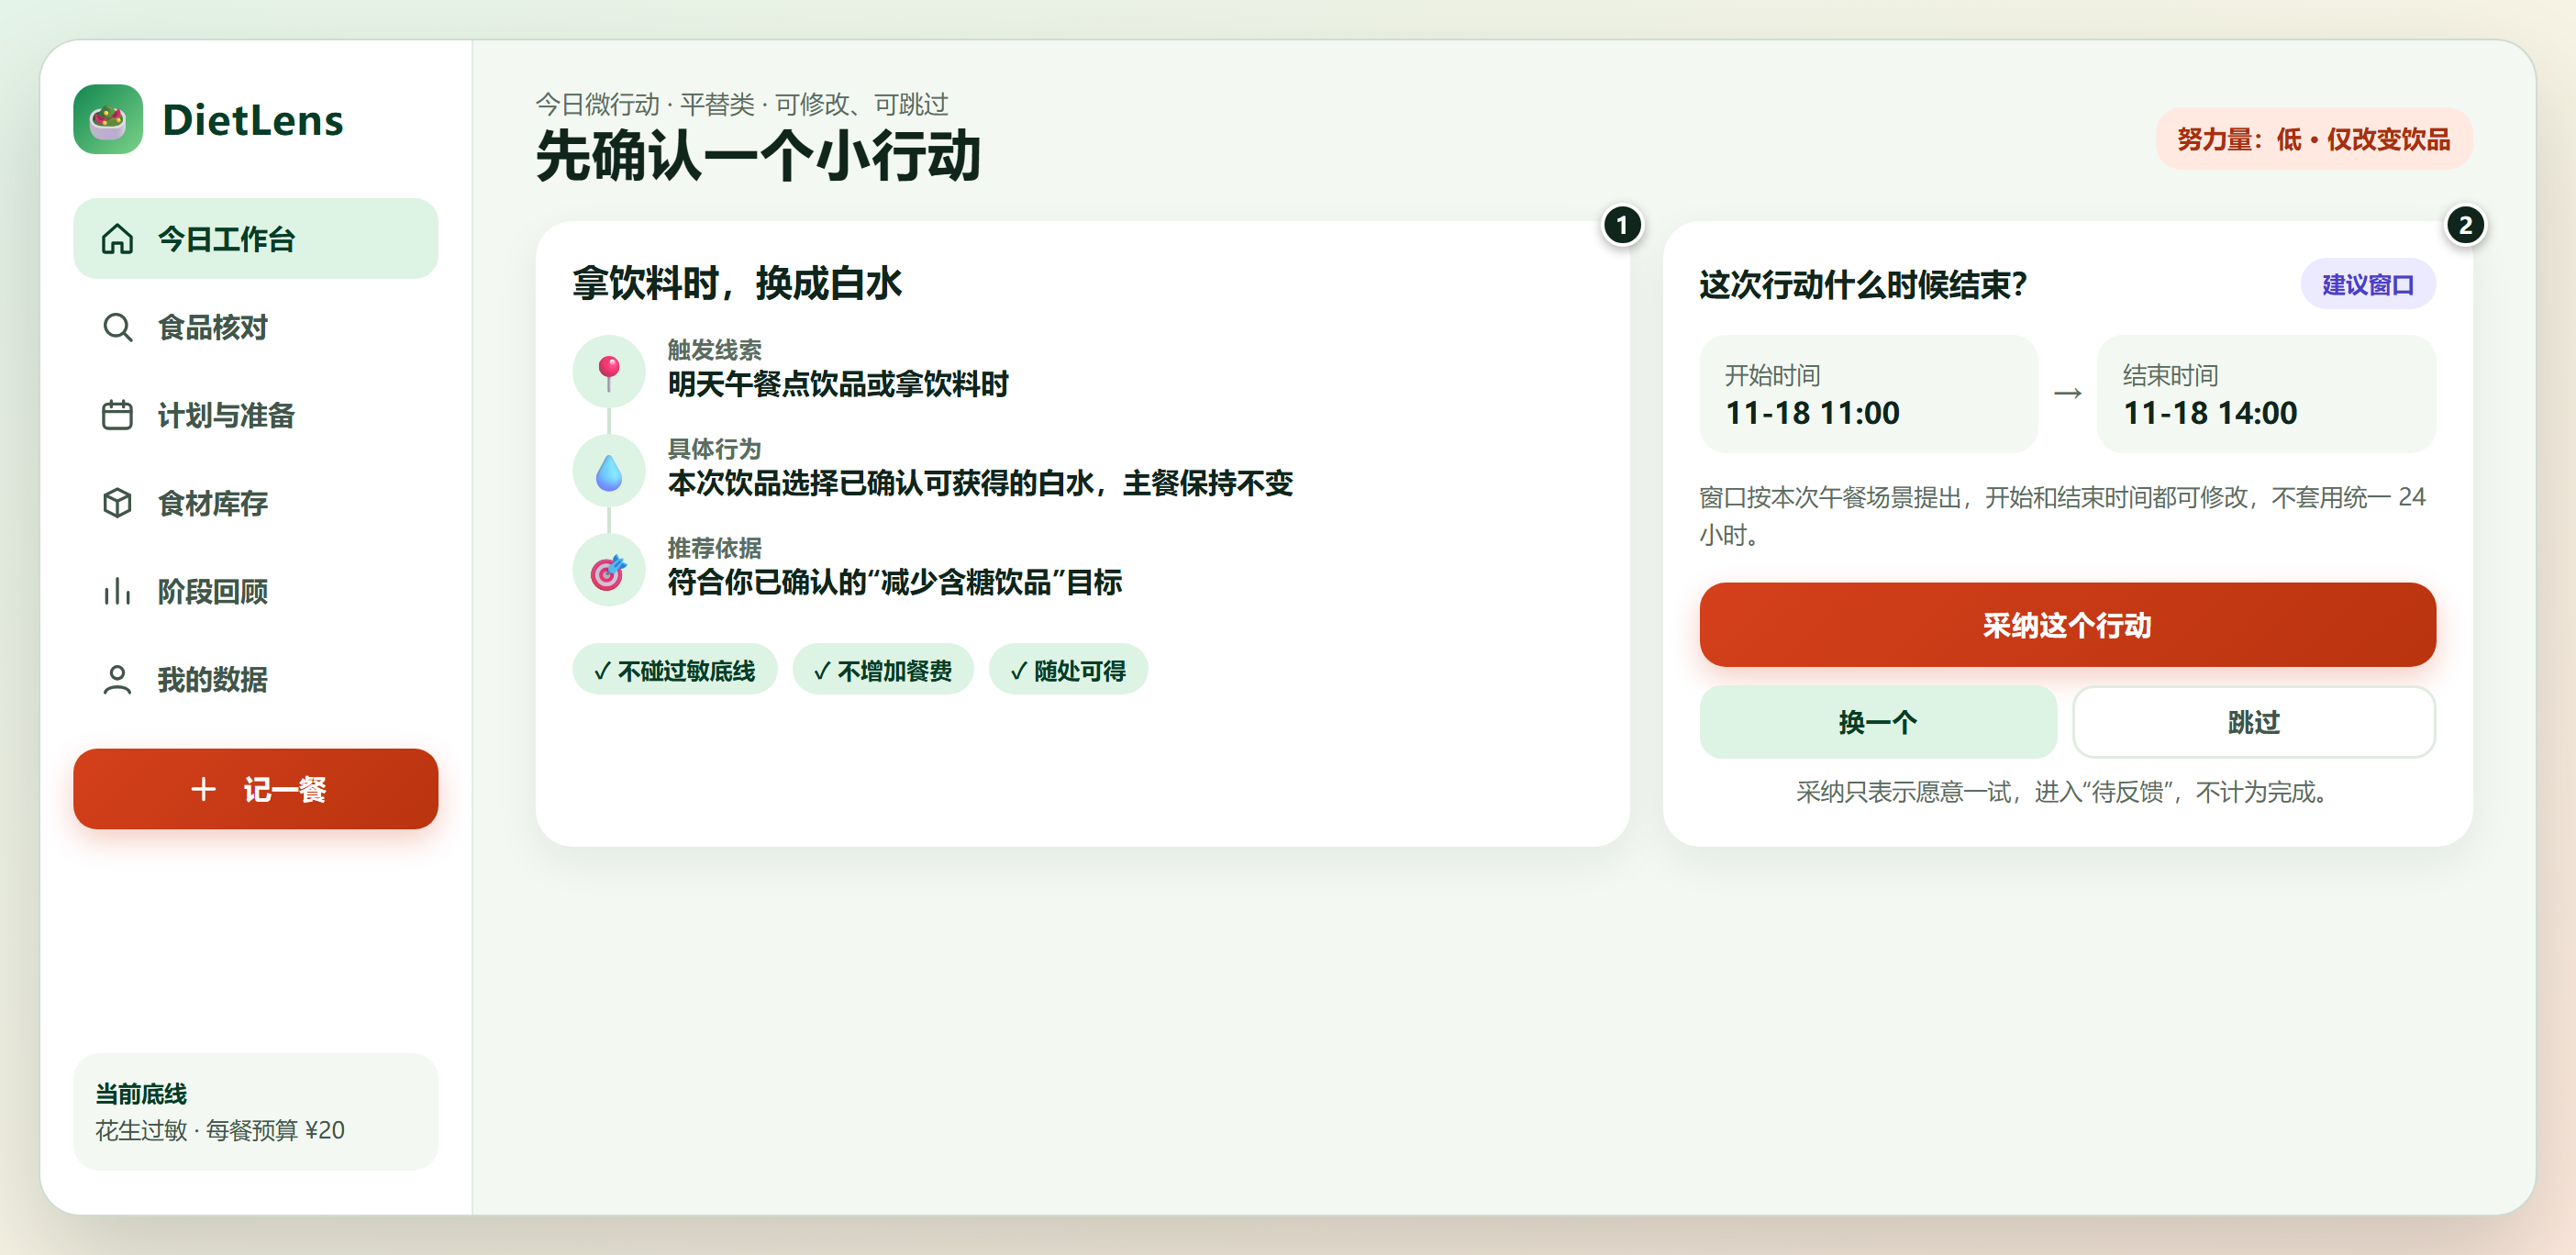 DietLens
今日工作台
食品核对
计划与准备
食材库存
阶段回顾
我的数据
+ 记一餐
当前底线
花生过敏 · 每餐预算 ¥20
今日微行动 · 平替类 · 可修改、可跳过
先确认一个小行动
努力量：低 • 仅改变饮品
1
拿饮料时，换成白水
触发线索
明天午餐点饮品或拿饮料时
具体行为
本次饮品选择已确认可获得的白水，主餐保持不变
推荐依据
符合你已确认的“减少含糖饮品”目标
✓ 不碰过敏底线
✓ 不增加餐费
✓ 随处可得
2
这次行动什么时候结束？
建议窗口
开始时间
11-18 11:00
→
结束时间
11-18 14:00
窗口按本次午餐场景提出，开始和结束时间都可修改，不套用统一 24
小时。
采纳这个行动
换一个
跳过
采纳只表示愿意一试，进入“待反馈”，不计为完成。